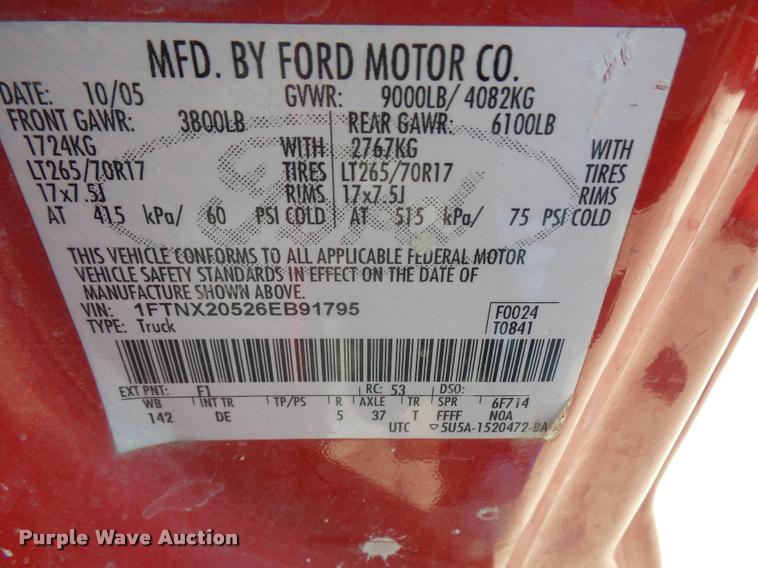 MFD. BY FORD MOTOR CO.
DATE: 10/05 GVWR: 9000LB/ 4082KG
FRONT GAWR: 3800LB REAR GAWR: 6100LB
1724KG WITH 2767KG WITH
LT265/70R17 TIRES LT265/70R17 TIRES
17x7.5J RIMS 17x7.5J RIMS
AT 415 kPa/ 60 PSI COLD AT 515 kPa/ 75 PSI COLD
THIS VEHICLE CONFORMS TO ALL APPLICABLE FEDERAL MOTOR
VEHICLE SAFETY STANDARDS IN EFFECT ON THE DATE OF
MANUFACTURE SHOWN ABOVE.
VIN: 1FTNX20526EB91795 F0024
TYPE: Truck T0841
EXT PNT: F1 RC: 53 DSO:
WB INT TR TP/PS R AXLE TR SPR 6F714
142 DE 5 37 T FFFF N0A
UTC ▽5U5A-1520472-BA
Purple Wave Auction